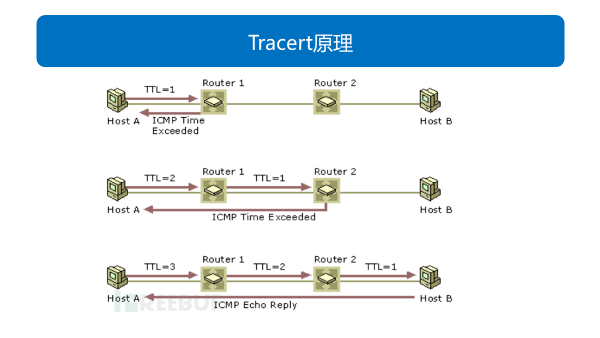 Tracert原理
TTL=1
Router 1
Router 2
Host A
ICMP Time
Exceeded
Host B
TTL=2
Router 1
TTL=1
Router 2
Host A
ICMP Time Exceeded
Host B
TTL=3
Router 1
TTL=2
Router 2
TTL=1
Host A
ICMP Echo Reply
Host B